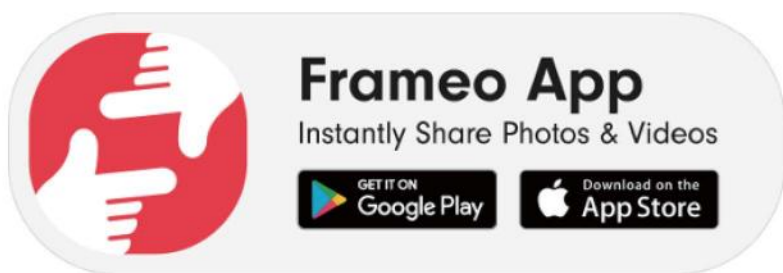 Frameo App
Instantly Share Photos & Videos
GET IT ON
Google Play
Download on the
App Store